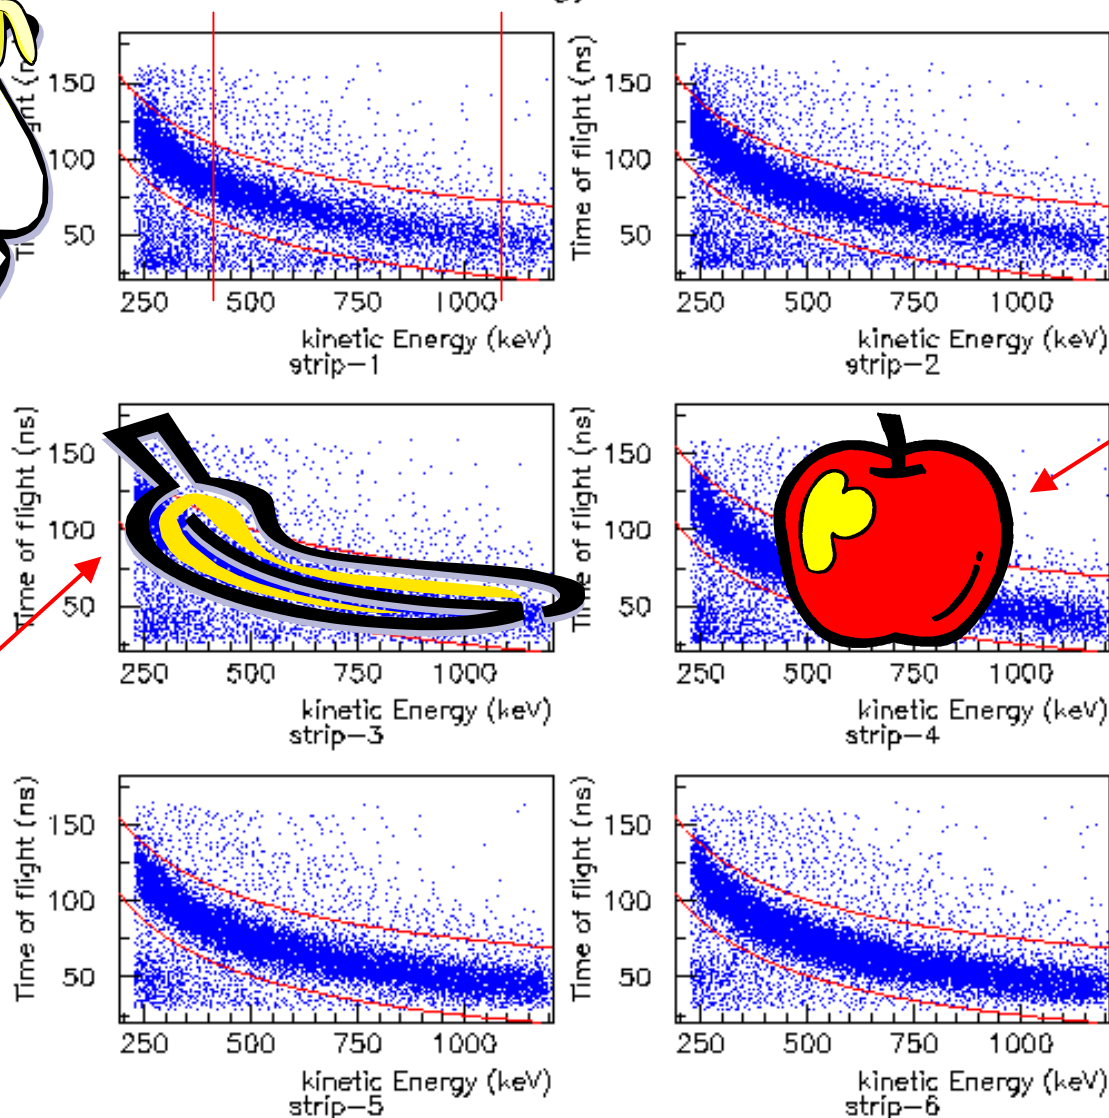 Time of flight (ns)
150
100
50
250 500 750 1000
kinetic Energy (keV)
strip-1
Time of flight (ns)
150
100
50
250 500 750 1000
kinetic Energy (keV)
strip-2
Time of flight (ns)
150
100
50
250 500 750 1000
kinetic Energy (keV)
strip-3
Time of flight (ns)
150
100
50
250 500 750 1000
kinetic Energy (keV)
strip-4
Time of flight (ns)
150
100
50
250 500 750 1000
kinetic Energy (keV)
strip-5
Time of flight (ns)
150
100
50
250 500 750 1000
kinetic Energy (keV)
strip-6